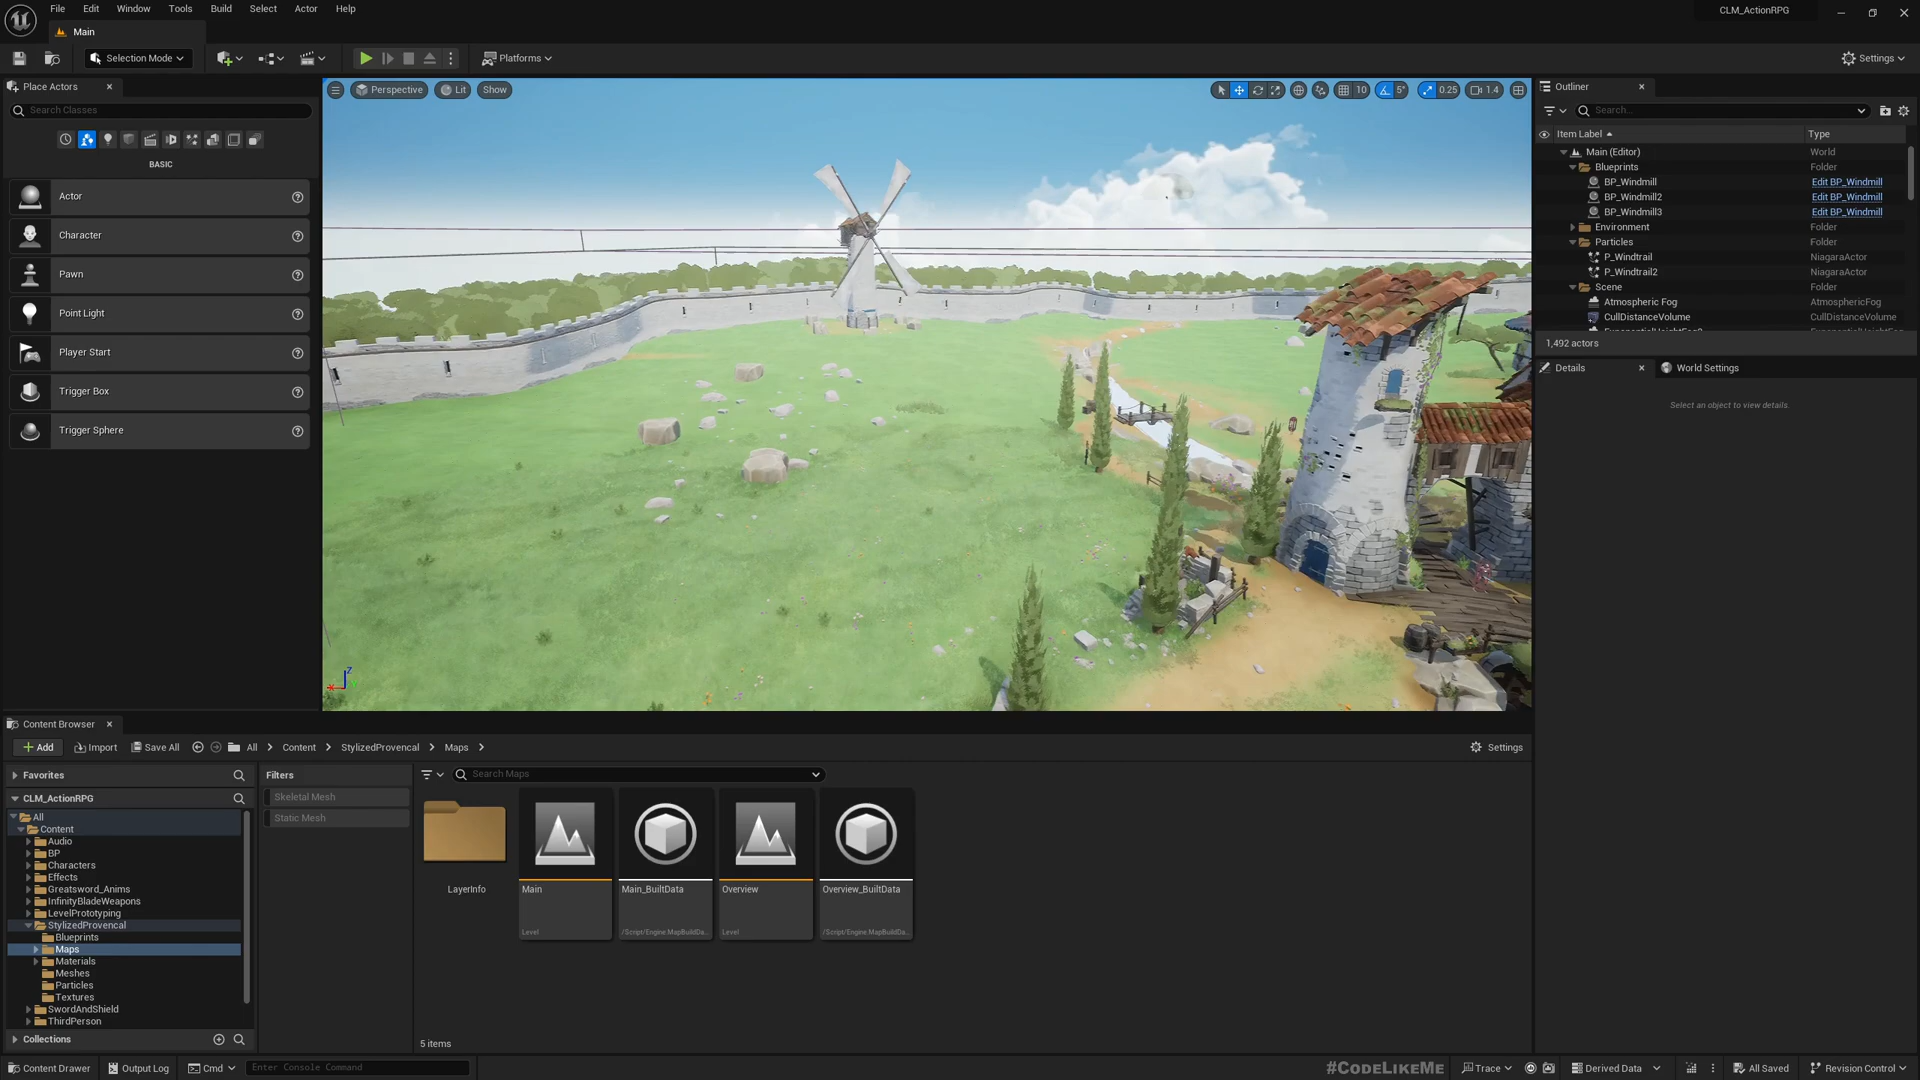 File Edit Window Tools Build Select Actor Help
CLM_ActionRPG
Main
Selection Mode
Platforms
Settings
Place Actors
Search Classes
BASIC
Actor
Character
Pawn
Point Light
Player Start
Trigger Box
Trigger Sphere
Perspective Lit Show
10 5° 0.25 1.4
Outliner
Search...
Item Label Type
Main (Editor) World
Blueprints Folder
BP_Windmill Edit BP_Windmill
BP_Windmill2 Edit BP_Windmill
BP_Windmill3 Edit BP_Windmill
Environment Folder
Particles Folder
P_Windtrail NiagaraActor
P_Windtrail2 NiagaraActor
Scene Folder
Atmospheric Fog AtmosphericFog
CullDistanceVolume CullDistanceVolume
1,492 actors
Details World Settings
Select an object to view details.
Content Browser
Add Import Save All All Content StylizedProvencal Maps Settings
Favorites
CLM_ActionRPG
All
Content
Audio
BP
Characters
Effects
Greatsword_Anims
InfinityBladeWeapons
LevelPrototyping
StylizedProvencal
Blueprints
Maps
Materials
Meshes
Particles
Textures
SwordAndShield
ThirdPerson
Collections
Filters
Skeletal Mesh
Static Mesh
Search Maps
LayerInfo
Main
Level
Main_BuiltData
/Script/Engine.MapBuildDa...
Overview
Level
Overview_BuiltData
/Script/Engine.MapBuildDa...
5 items
Content Drawer Output Log Cmd Enter Console Command
#CODELIKEME
Trace Derived Data All Saved Revision Control